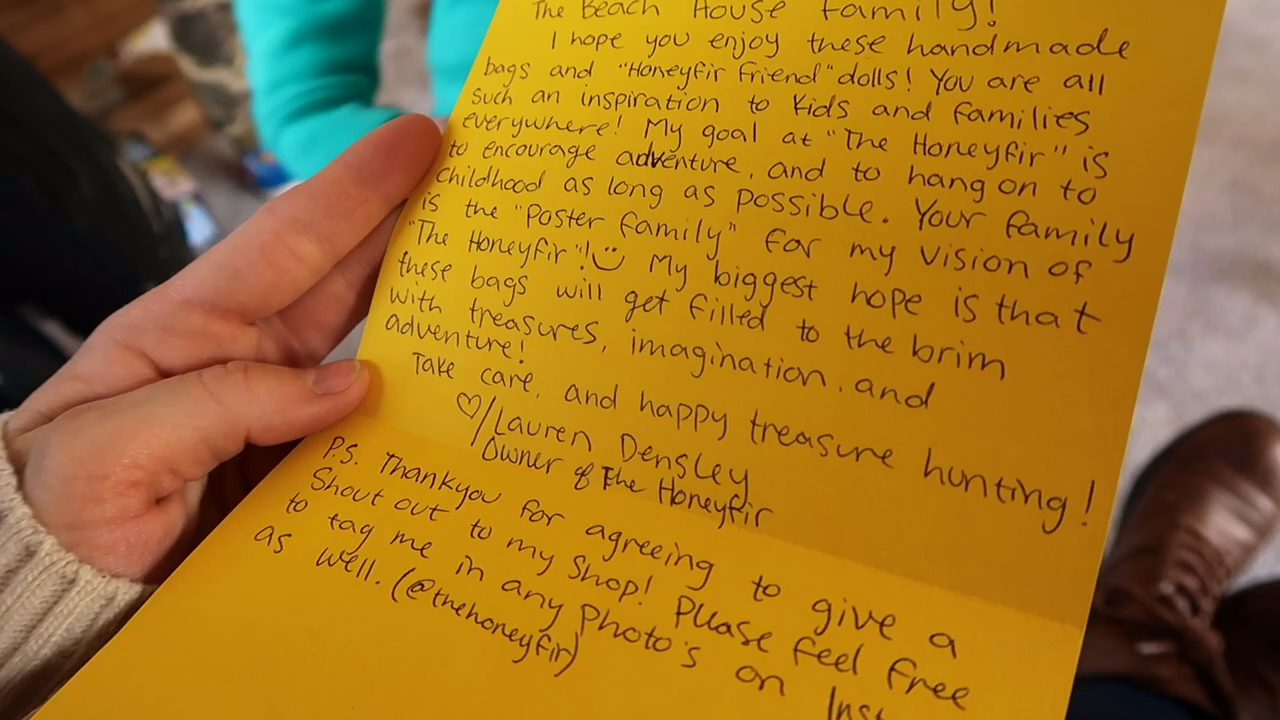 The Beach House Family!
I hope you enjoy these handmade
bags and "Honeyfir Friend" dolls! You are all
such an inspiration to kids and families
everywhere! My goal at "The Honeyfir" is
to encourage adventure, and to hang on to
childhood as long as possible. Your family
is the "Poster Family" for my vision of
"The Honeyfir"! My biggest hope is that
these bags will get filled to the brim
with treasures, imagination, and
adventure!
Take care, and happy treasure hunting!
♡/Lauren Densley
Owner of The Honeyfir
P.S. Thankyou for agreeing to give a
Shout out to my shop! Please feel free
to tag me in any Photo's on
as well. (@thehoneyfir)